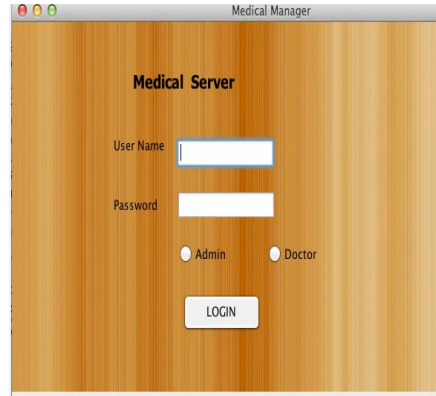 Medical Manager
Medical Server
User Name
Password
Admin Doctor
LOGIN